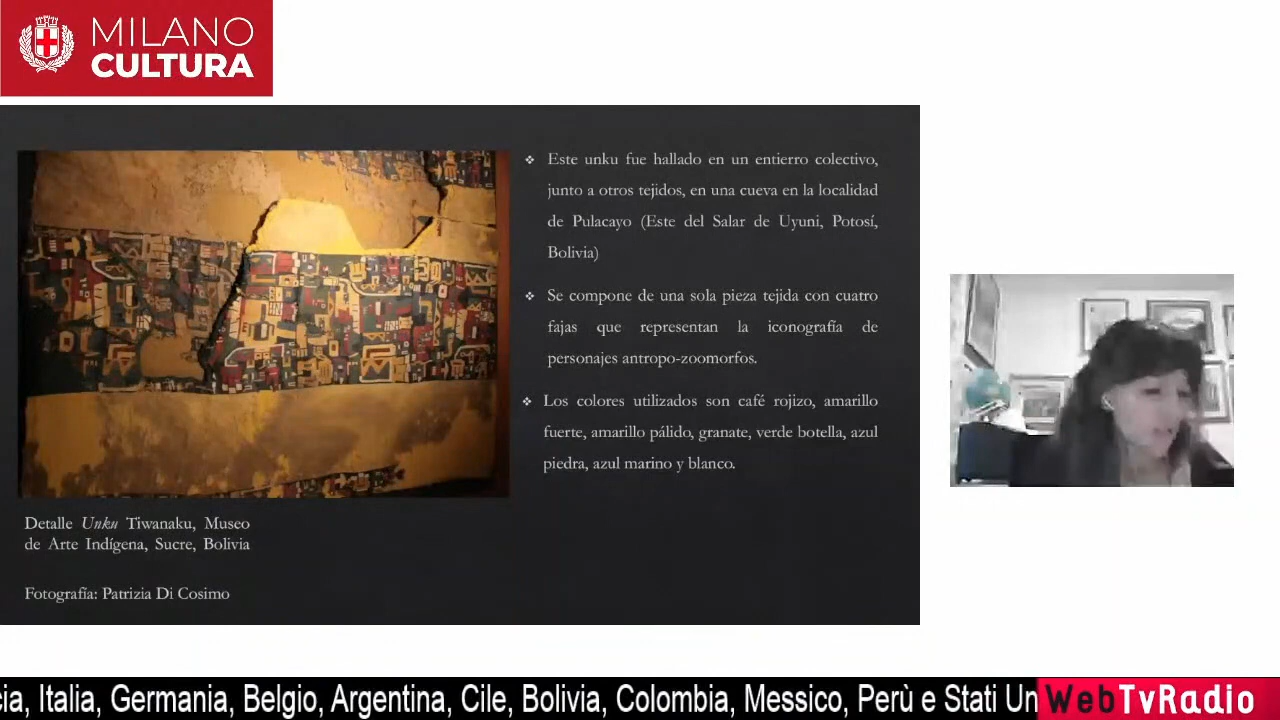 MILANO
CULTURA
❖ Este unku fue hallado en un entierro colectivo,
junto a otros tejidos, en una cueva en la localidad
de Pulacayo (Este del Salar de Uyuni, Potosí,
Bolivia)
❖ Se compone de una sola pieza tejida con cuatro
fajas que representan la iconografía de
personajes antropo-zoomorfos.
❖ Los colores utilizados son café rojizo, amarillo
fuerte, amarillo pálido, granate, verde botella, azul
piedra, azul marino y blanco.
Detalle Unku Tiwanaku, Museo
de Arte Indígena, Sucre, Bolivia
Fotografía: Patrizia Di Cosimo
cia, Italia, Germania, Belgio, Argentina, Cile, Bolivia, Colombia, Messico, Perù e Stati Un
WebTvRadio